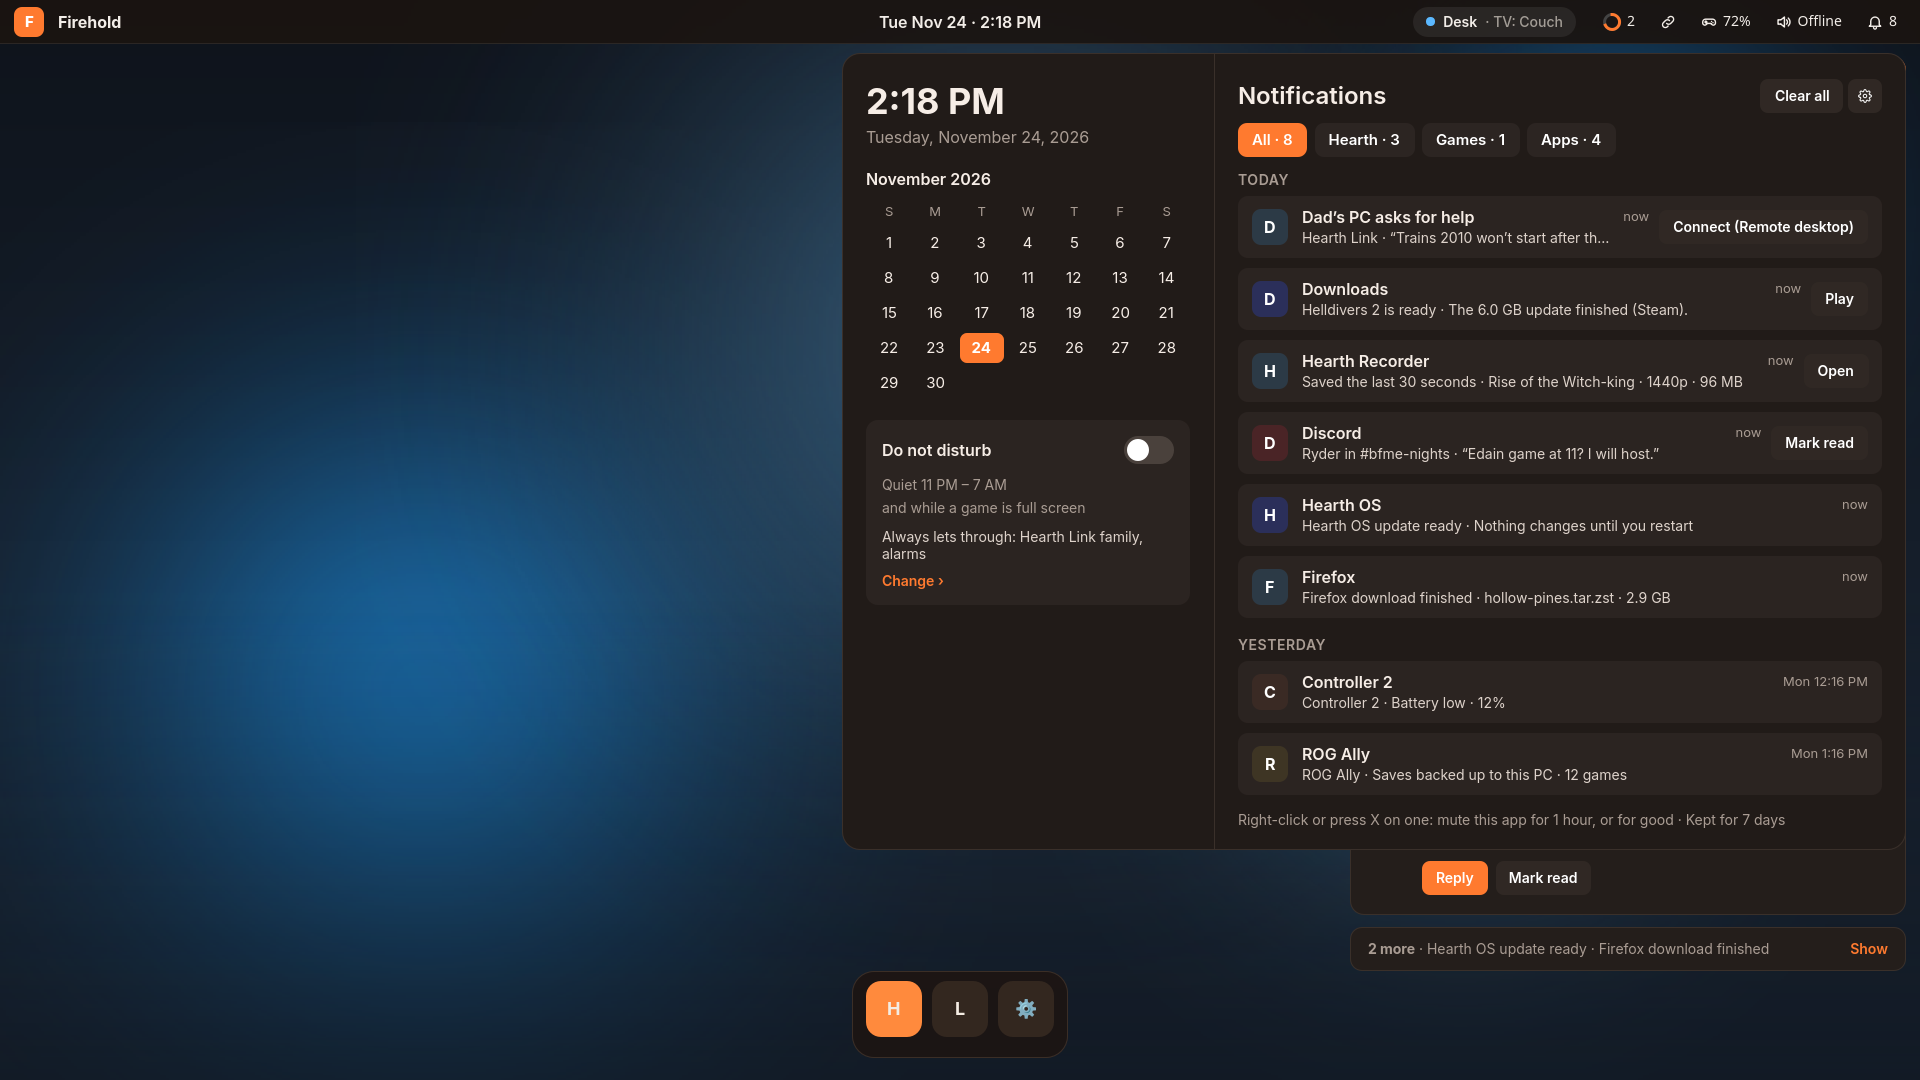 F Firehold
Tue Nov 24 · 2:18 PM
Desk · TV: Couch
2
72%
Offline
8
2:18 PM
Tuesday, November 24, 2026
November 2026
S M T W T F S
1 2 3 4 5 6 7
8 9 10 11 12 13 14
15 16 17 18 19 20 21
22 23 24 25 26 27 28
29 30
Do not disturb
Quiet 11 PM – 7 AM
and while a game is full screen
Always lets through: Hearth Link family,
alarms
Change ›
Notifications
Clear all
All · 8
Hearth · 3
Games · 1
Apps · 4
TODAY
D
Dad’s PC asks for help
now
Hearth Link · “Trains 2010 won’t start after th…
Connect (Remote desktop)
D
Downloads
now
Helldivers 2 is ready · The 6.0 GB update finished (Steam).
Play
H
Hearth Recorder
now
Saved the last 30 seconds · Rise of the Witch-king · 1440p · 96 MB
Open
D
Discord
now
Ryder in #bfme-nights · “Edain game at 11? I will host.”
Mark read
H
Hearth OS
now
Hearth OS update ready · Nothing changes until you restart
F
Firefox
now
Firefox download finished · hollow-pines.tar.zst · 2.9 GB
YESTERDAY
C
Controller 2
Mon 12:16 PM
Controller 2 · Battery low · 12%
R
ROG Ally
Mon 1:16 PM
ROG Ally · Saves backed up to this PC · 12 games
Right-click or press X on one: mute this app for 1 hour, or for good · Kept for 7 days
Reply
Mark read
2 more · Hearth OS update ready · Firefox download finished
Show
H
L